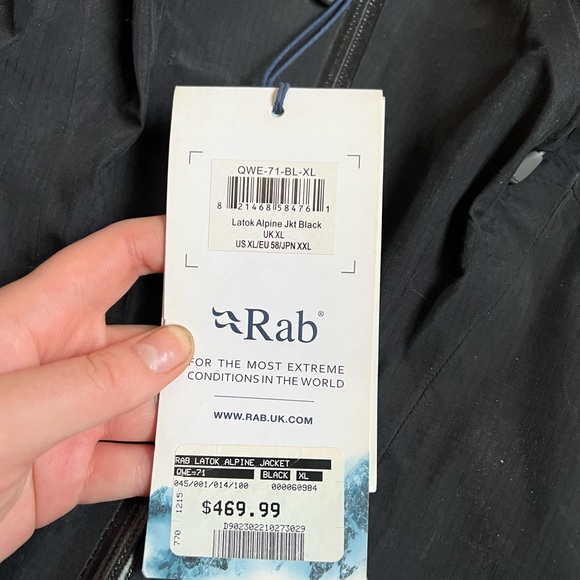 QWE-71-BL-XL
8 21468 58476 1
Latok Alpine Jkt Black
UK XL
US XL/EU 58/JPN XXL
Rab®
FOR THE MOST EXTREME
CONDITIONS IN THE WORLD
WWW.RAB.UK.COM
RAB LATOK ALPINE JACKET
QWE-71 BLACK XL
045/001/014/100 000060984
$469.99
770 1215
D902302210273029